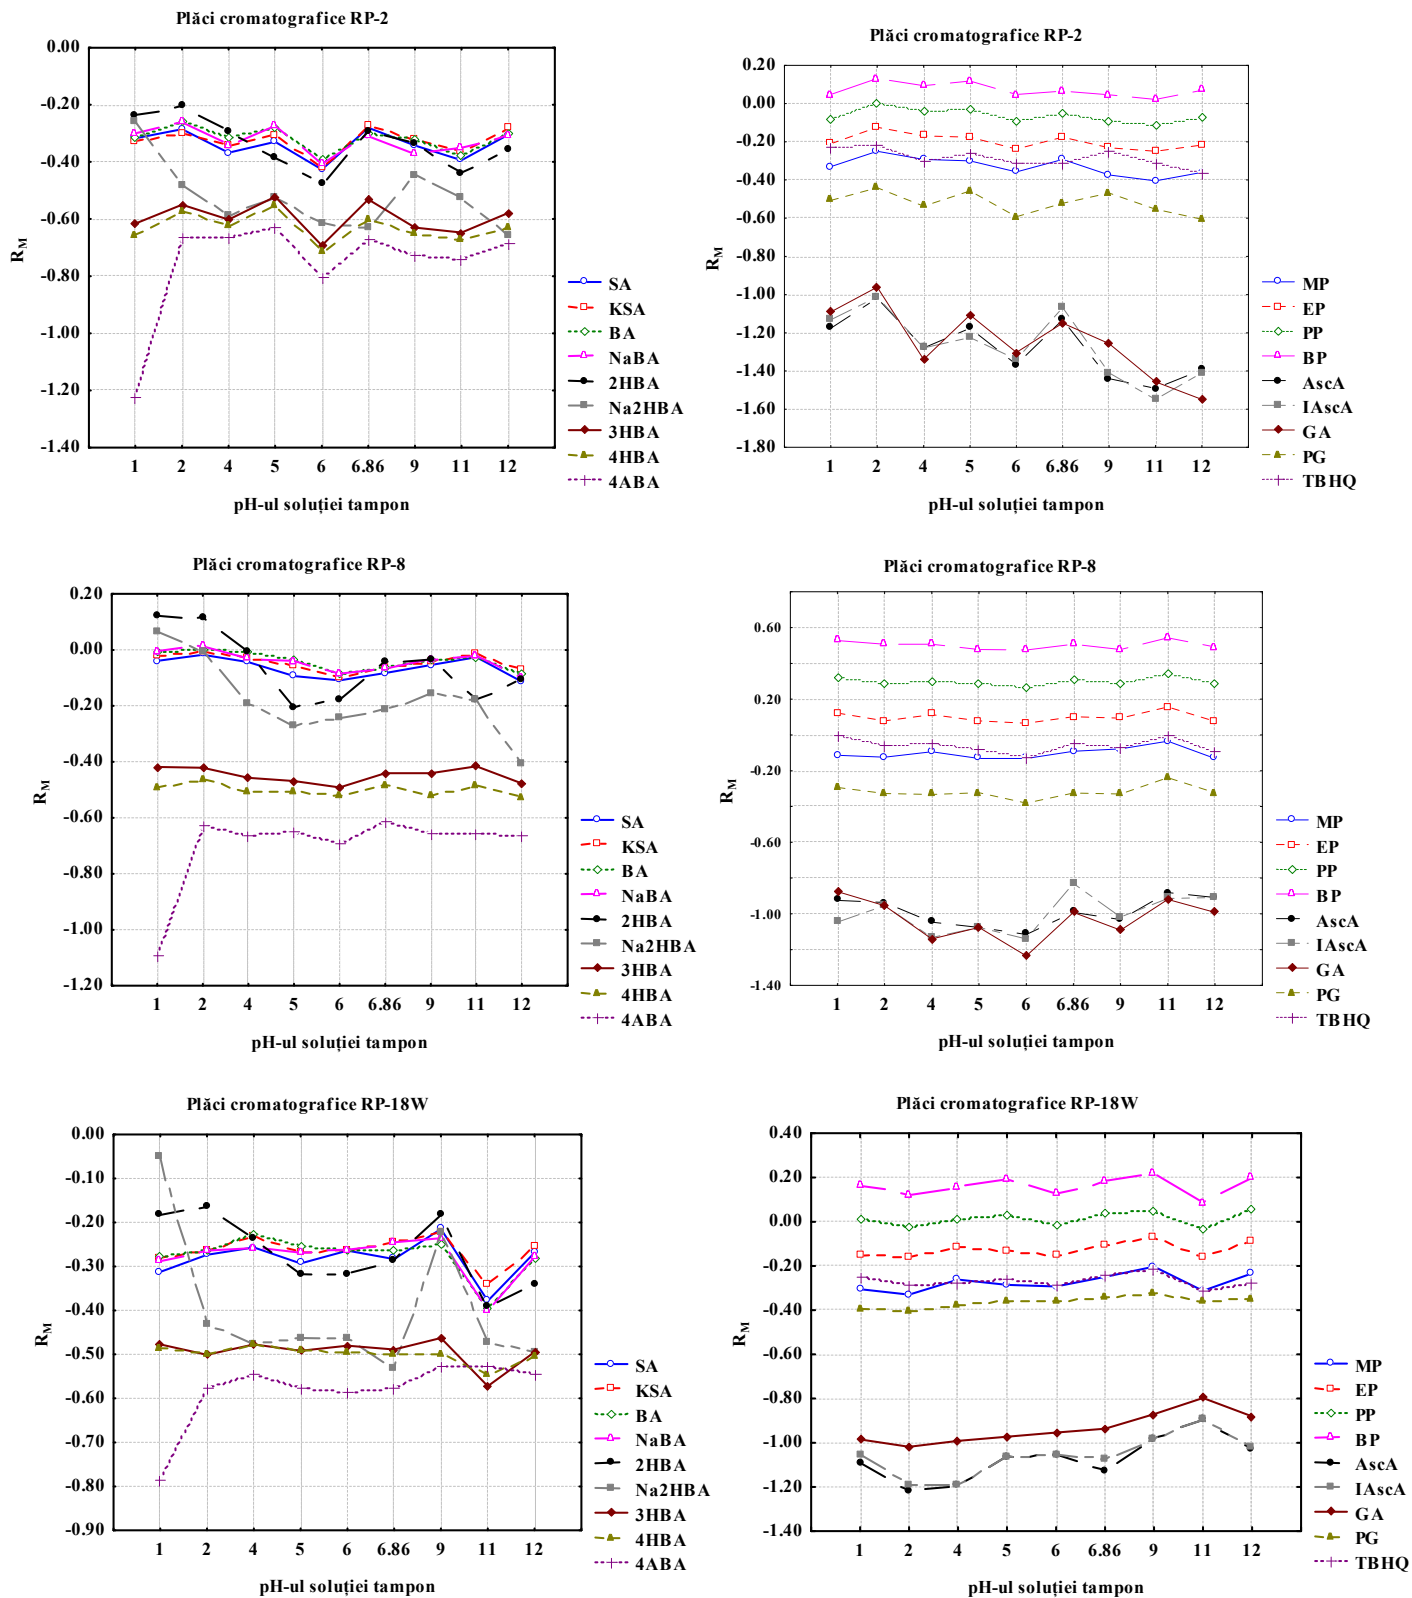 Plăci cromatografice RP-2
0.00
-0.20
-0.40
-0.60
-0.80
-1.00
-1.20
-1.40
R_M
1 2 4 5 6 6.86 9 11 12
pH-ul soluției tampon
SA
KSA
BA
NaBA
2HBA
Na2HBA
3HBA
4HBA
4ABA
Plăci cromatografice RP-2
0.20
0.00
-0.20
-0.40
-0.60
-0.80
-1.00
-1.20
-1.40
-1.60
-1.80
R_M
1 2 4 5 6 6.86 9 11 12
pH-ul soluției tampon
MP
EP
PP
BP
AscA
IAscA
GA
PG
TBHQ
Plăci cromatografice RP-8
0.20
0.00
-0.20
-0.40
-0.60
-0.80
-1.00
-1.20
R_M
1 2 4 5 6 6.86 9 11 12
pH-ul soluției tampon
SA
KSA
BA
NaBA
2HBA
Na2HBA
3HBA
4HBA
4ABA
Plăci cromatografice RP-8
0.60
0.20
-0.20
-0.60
-1.00
-1.40
R_M
1 2 4 5 6 6.86 9 11 12
pH-ul soluției tampon
MP
EP
PP
BP
AscA
IAscA
GA
PG
TBHQ
Plăci cromatografice RP-18W
0.00
-0.10
-0.20
-0.30
-0.40
-0.50
-0.60
-0.70
-0.80
-0.90
R_M
1 2 4 5 6 6.86 9 11 12
pH-ul soluției tampon
SA
KSA
BA
NaBA
2HBA
Na2HBA
3HBA
4HBA
4ABA
Plăci cromatografice RP-18W
0.40
0.20
0.00
-0.20
-0.40
-0.60
-0.80
-1.00
-1.20
-1.40
R_M
1 2 4 5 6 6.86 9 11 12
pH-ul soluției tampon
MP
EP
PP
BP
AscA
IAscA
GA
PG
TBHQ